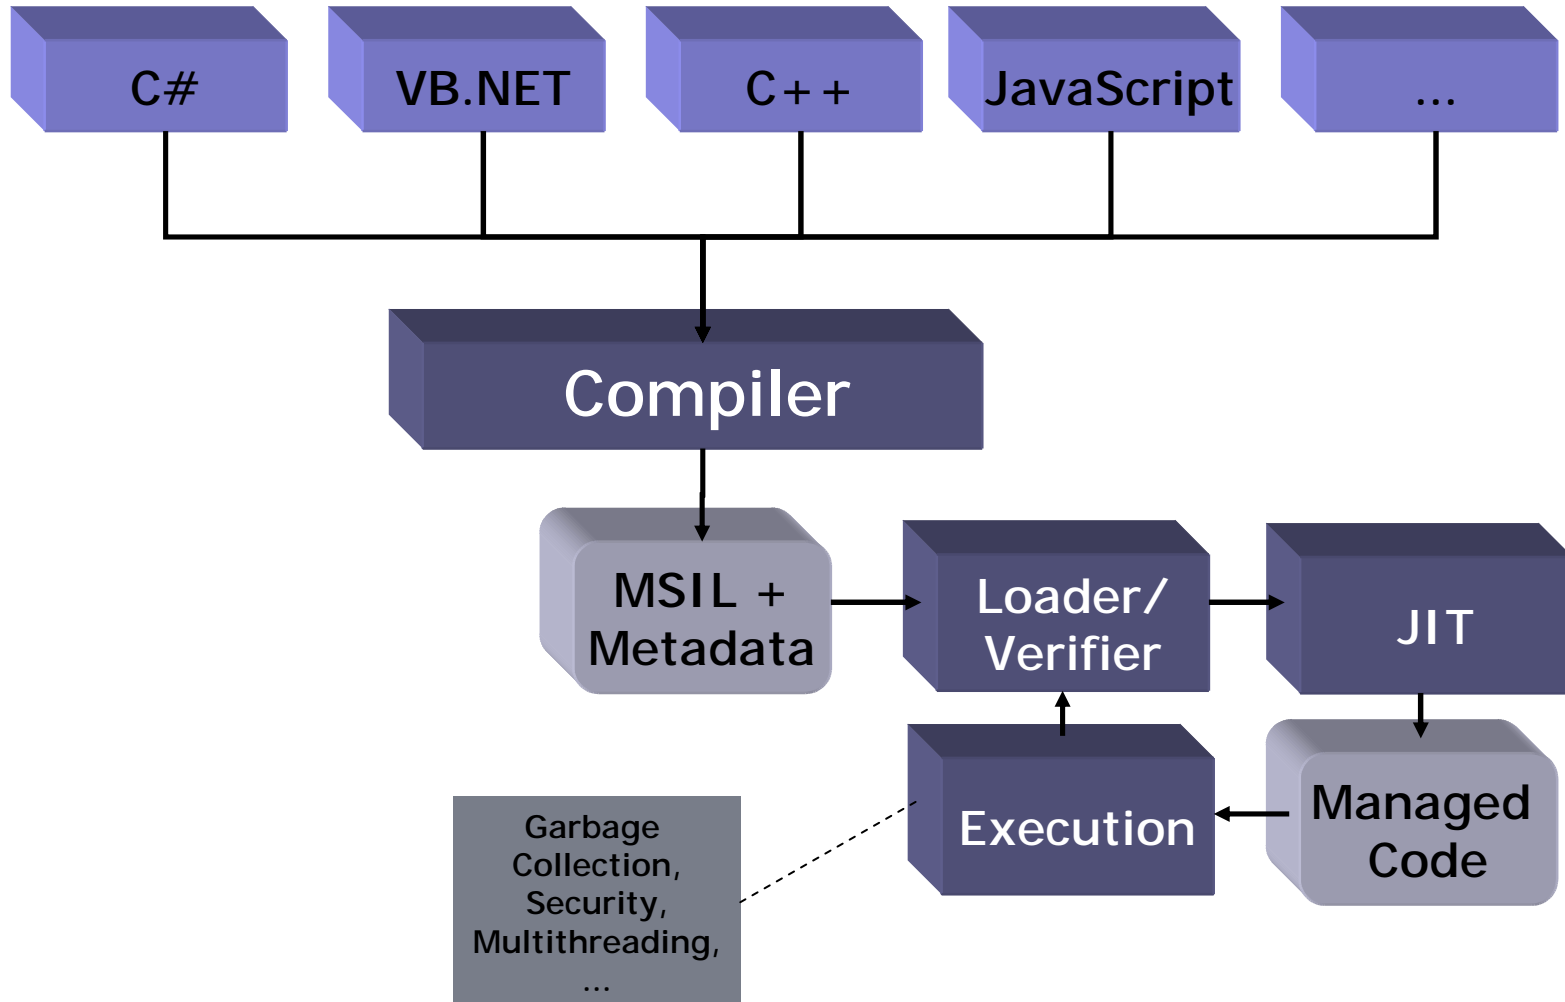 C#
VB.NET
C++
JavaScript
...
Compiler
MSIL +
Metadata
Loader/
Verifier
JIT
Managed
Code
Execution
Garbage
Collection,
Security,
Multithreading,
...